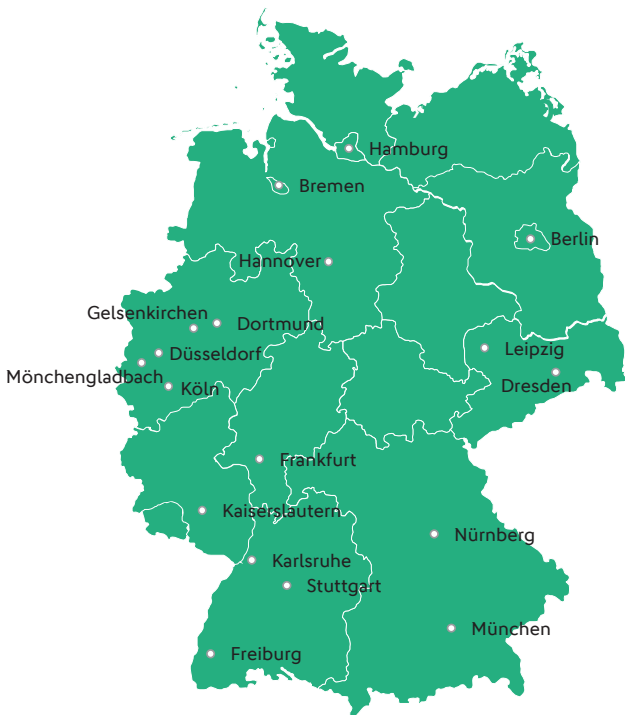 Hamburg
Bremen
Berlin
Hannover
Gelsenkirchen
Dortmund
Düsseldorf
Leipzig
Mönchengladbach
Köln
Dresden
Frankfurt
Kaiserslautern
Nürnberg
Karlsruhe
Stuttgart
München
Freiburg